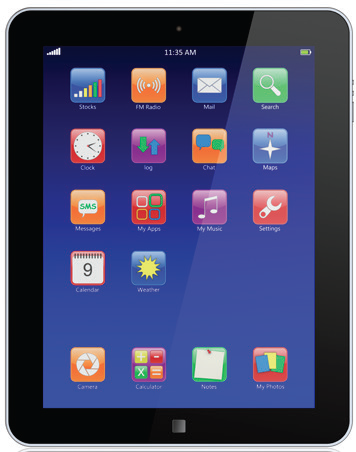 11:35 AM
Stocks FM Radio Mail Search
N
Clock log Chat Maps
SMS
Messages My Apps My Music Settings
9
Calendar Weather
Camera Calculator Notes My Photos